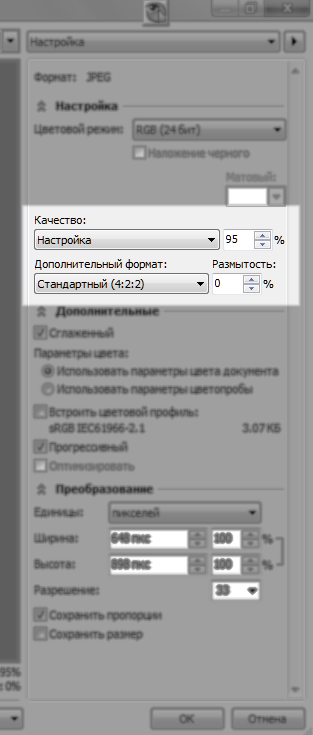 Настройка
Формат: JPEG
Настройка
Цветовой режим: RGB (24 бит)
Наложение черного
Матовый:
Качество:
Настройка 95 %
Дополнительный формат: Размытость:
Стандартный (4:2:2) 0 %
Дополнительные
Сглаженный
Параметры цвета:
Использовать параметры цвета документа
Использовать параметры цветопробы
Встроить цветовой профиль:
sRGB IEC61966-2.1 3.07 КБ
Прогрессивный
Оптимизировать
Преобразование
Единицы: пикселей
Ширина: 648 пкс 100 %
Высота: 898 пкс 100 %
Разрешение: 33
Сохранить пропорции
Сохранить размер
95%
: 0%
OK Отмена